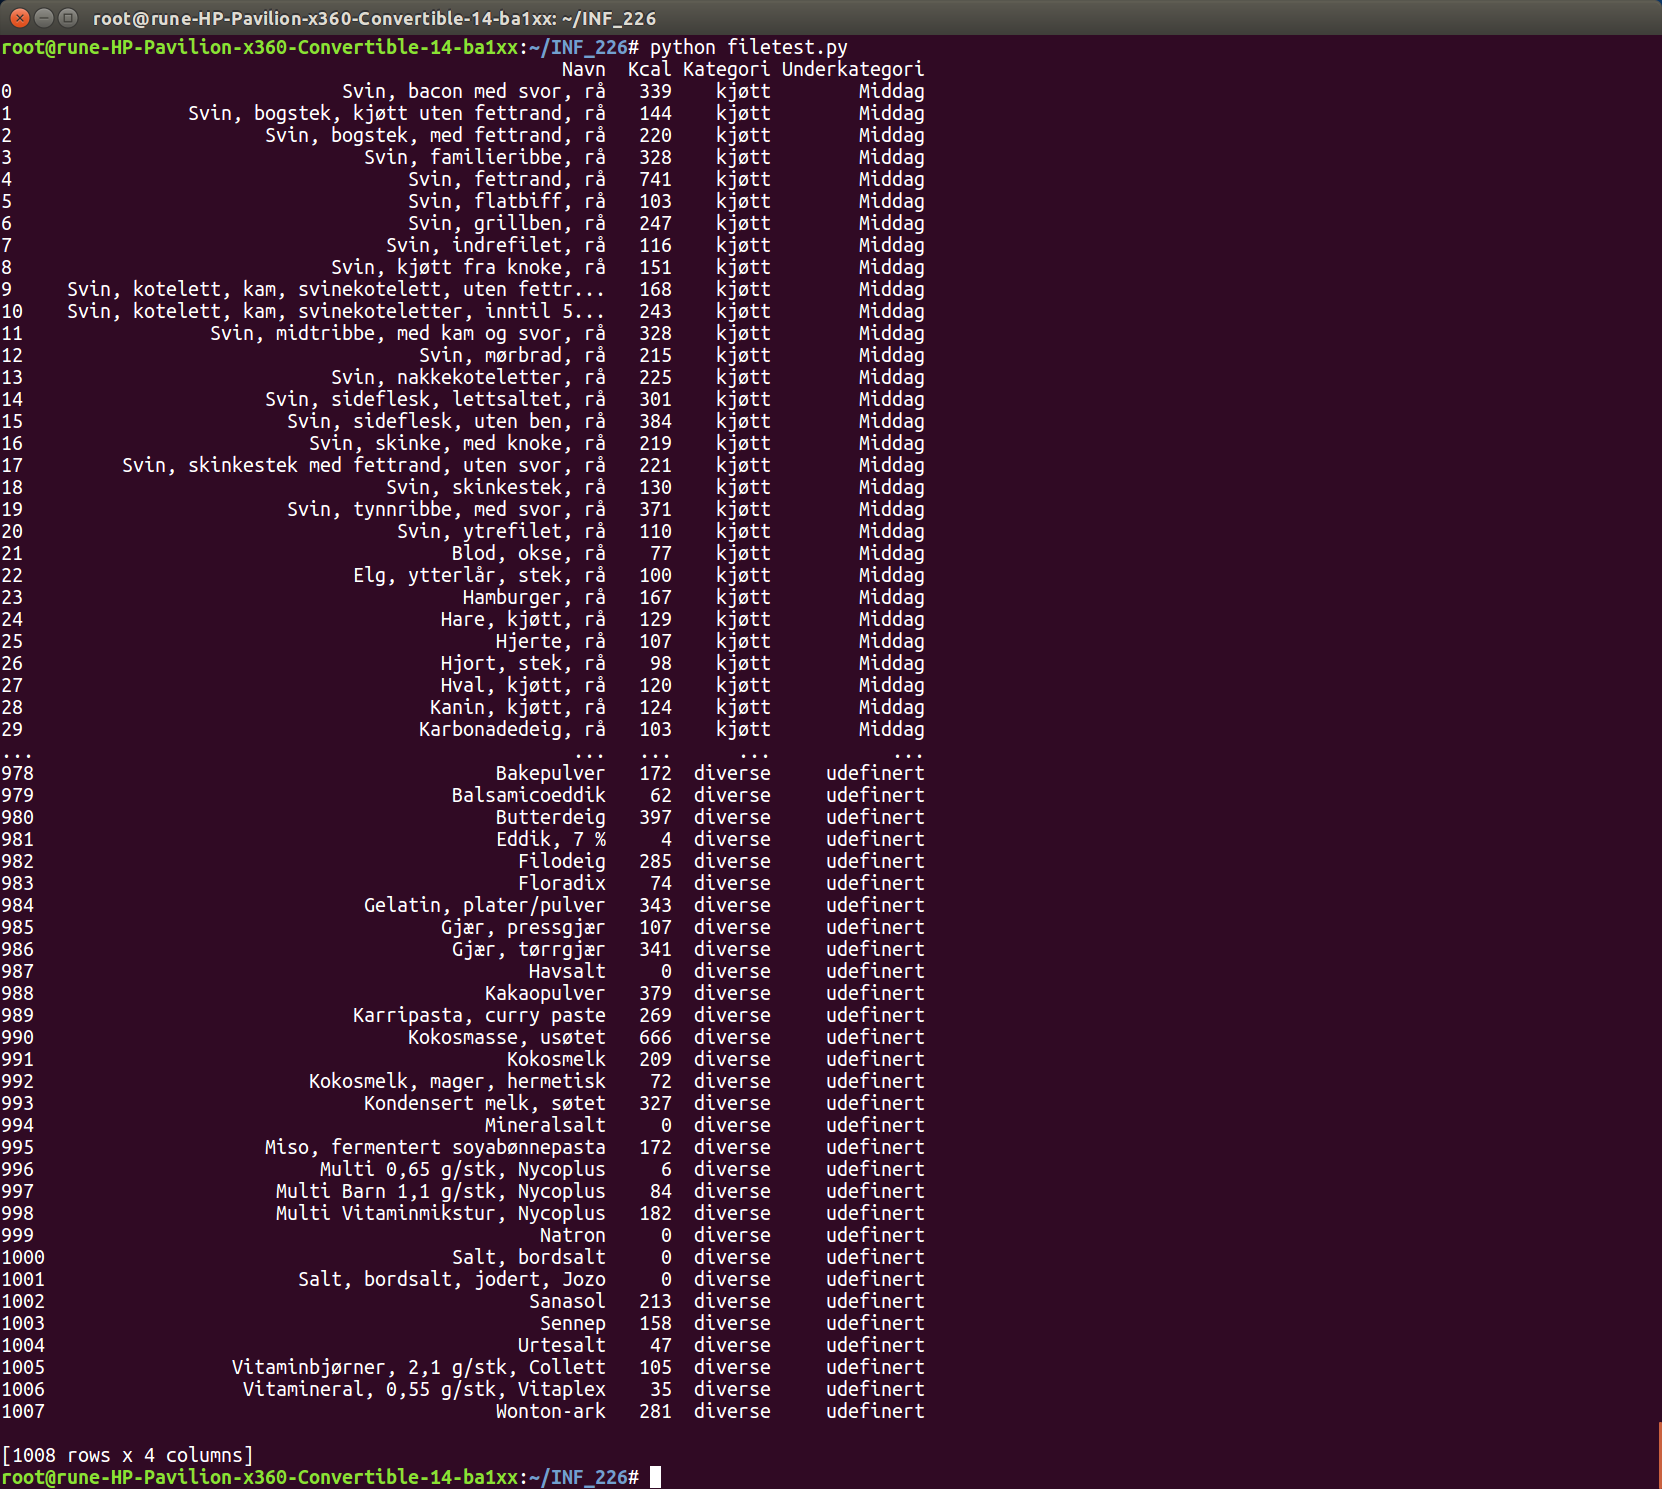 root@rune-HP-Pavilion-x360-Convertible-14-ba1xx: ~/INF_226
root@rune-HP-Pavilion-x360-Convertible-14-ba1xx:~/INF_226# python filetest.py
Navn Kcal Kategori Underkategori
0 Svin, bacon med svor, rå 339 kjøtt Middag
1 Svin, bogstek, kjøtt uten fettrand, rå 144 kjøtt Middag
2 Svin, bogstek, med fettrand, rå 220 kjøtt Middag
3 Svin, familieribbe, rå 328 kjøtt Middag
4 Svin, fettrand, rå 741 kjøtt Middag
5 Svin, flatbiff, rå 103 kjøtt Middag
6 Svin, grillben, rå 247 kjøtt Middag
7 Svin, indrefilet, rå 116 kjøtt Middag
8 Svin, kjøtt fra knoke, rå 151 kjøtt Middag
9 Svin, kotelett, kam, svinekotelett, uten fettr... 168 kjøtt Middag
10 Svin, kotelett, kam, svinekoteletter, inntil 5... 243 kjøtt Middag
11 Svin, midtribbe, med kam og svor, rå 328 kjøtt Middag
12 Svin, mørbrad, rå 215 kjøtt Middag
13 Svin, nakkekoteletter, rå 225 kjøtt Middag
14 Svin, sideflesk, lettsaltet, rå 301 kjøtt Middag
15 Svin, sideflesk, uten ben, rå 384 kjøtt Middag
16 Svin, skinke, med knoke, rå 219 kjøtt Middag
17 Svin, skinkestek med fettrand, uten svor, rå 221 kjøtt Middag
18 Svin, skinkestek, rå 130 kjøtt Middag
19 Svin, tynnribbe, med svor, rå 371 kjøtt Middag
20 Svin, ytrefilet, rå 110 kjøtt Middag
21 Blod, okse, rå 77 kjøtt Middag
22 Elg, ytterlår, stek, rå 100 kjøtt Middag
23 Hamburger, rå 167 kjøtt Middag
24 Hare, kjøtt, rå 129 kjøtt Middag
25 Hjerte, rå 107 kjøtt Middag
26 Hjort, stek, rå 98 kjøtt Middag
27 Hval, kjøtt, rå 120 kjøtt Middag
28 Kanin, kjøtt, rå 124 kjøtt Middag
29 Karbonadedeig, rå 103 kjøtt Middag
... ... ... ... ...
978 Bakepulver 172 diverse udefinert
979 Balsamicoeddik 62 diverse udefinert
980 Butterdeig 397 diverse udefinert
981 Eddik, 7 % 4 diverse udefinert
982 Filodeig 285 diverse udefinert
983 Floradix 74 diverse udefinert
984 Gelatin, plater/pulver 343 diverse udefinert
985 Gjær, pressgjær 107 diverse udefinert
986 Gjær, tørrgjær 341 diverse udefinert
987 Havsalt 0 diverse udefinert
988 Kakaopulver 379 diverse udefinert
989 Karripasta, curry paste 269 diverse udefinert
990 Kokosmasse, usøtet 666 diverse udefinert
991 Kokosmelk 209 diverse udefinert
992 Kokosmelk, mager, hermetisk 72 diverse udefinert
993 Kondensert melk, søtet 327 diverse udefinert
994 Mineralsalt 0 diverse udefinert
995 Miso, fermentert soyabønnepasta 172 diverse udefinert
996 Multi 0,65 g/stk, Nycoplus 6 diverse udefinert
997 Multi Barn 1,1 g/stk, Nycoplus 84 diverse udefinert
998 Multi Vitaminmikstur, Nycoplus 182 diverse udefinert
999 Natron 0 diverse udefinert
1000 Salt, bordsalt 0 diverse udefinert
1001 Salt, bordsalt, jodert, Jozo 0 diverse udefinert
1002 Sanasol 213 diverse udefinert
1003 Sennep 158 diverse udefinert
1004 Urtesalt 47 diverse udefinert
1005 Vitaminbjørner, 2,1 g/stk, Collett 105 diverse udefinert
1006 Vitamineral, 0,55 g/stk, Vitaplex 35 diverse udefinert
1007 Wonton-ark 281 diverse udefinert
[1008 rows x 4 columns]
root@rune-HP-Pavilion-x360-Convertible-14-ba1xx:~/INF_226#